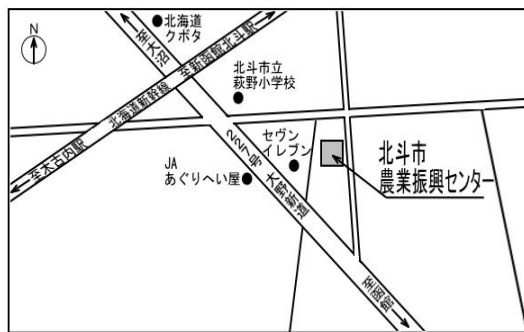 N
北海道
クボタ
至大沼
至新函館北斗駅
北海道新幹線
至木古内駅
北斗市立
萩野小学校
セヴン
イレブン
JA
あぐりへい屋
227号
大野新道
北斗市
農業振興センター
至函館